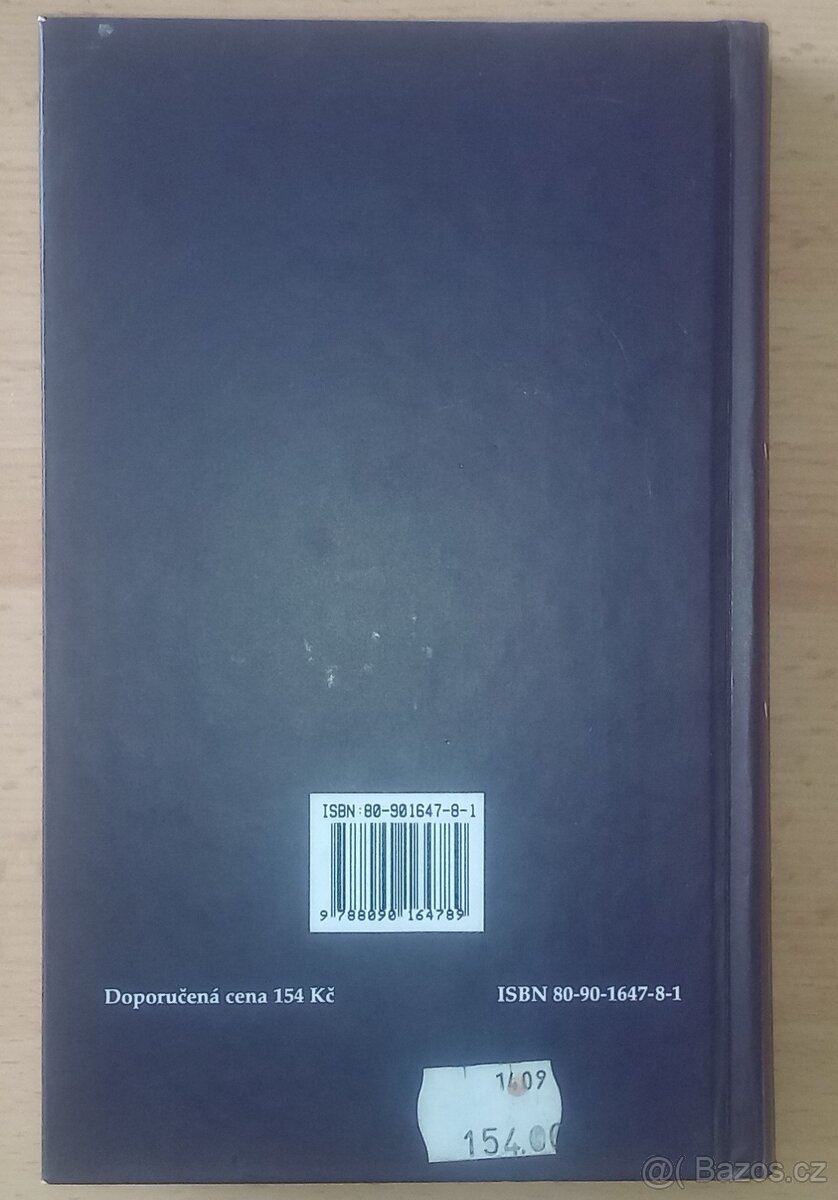 ISBN:80-901647-8-1
9 788090 164789
Doporučená cena 154 Kč
ISBN 80-90-1647-8-1
1409
154.00
@( Bazos.cz